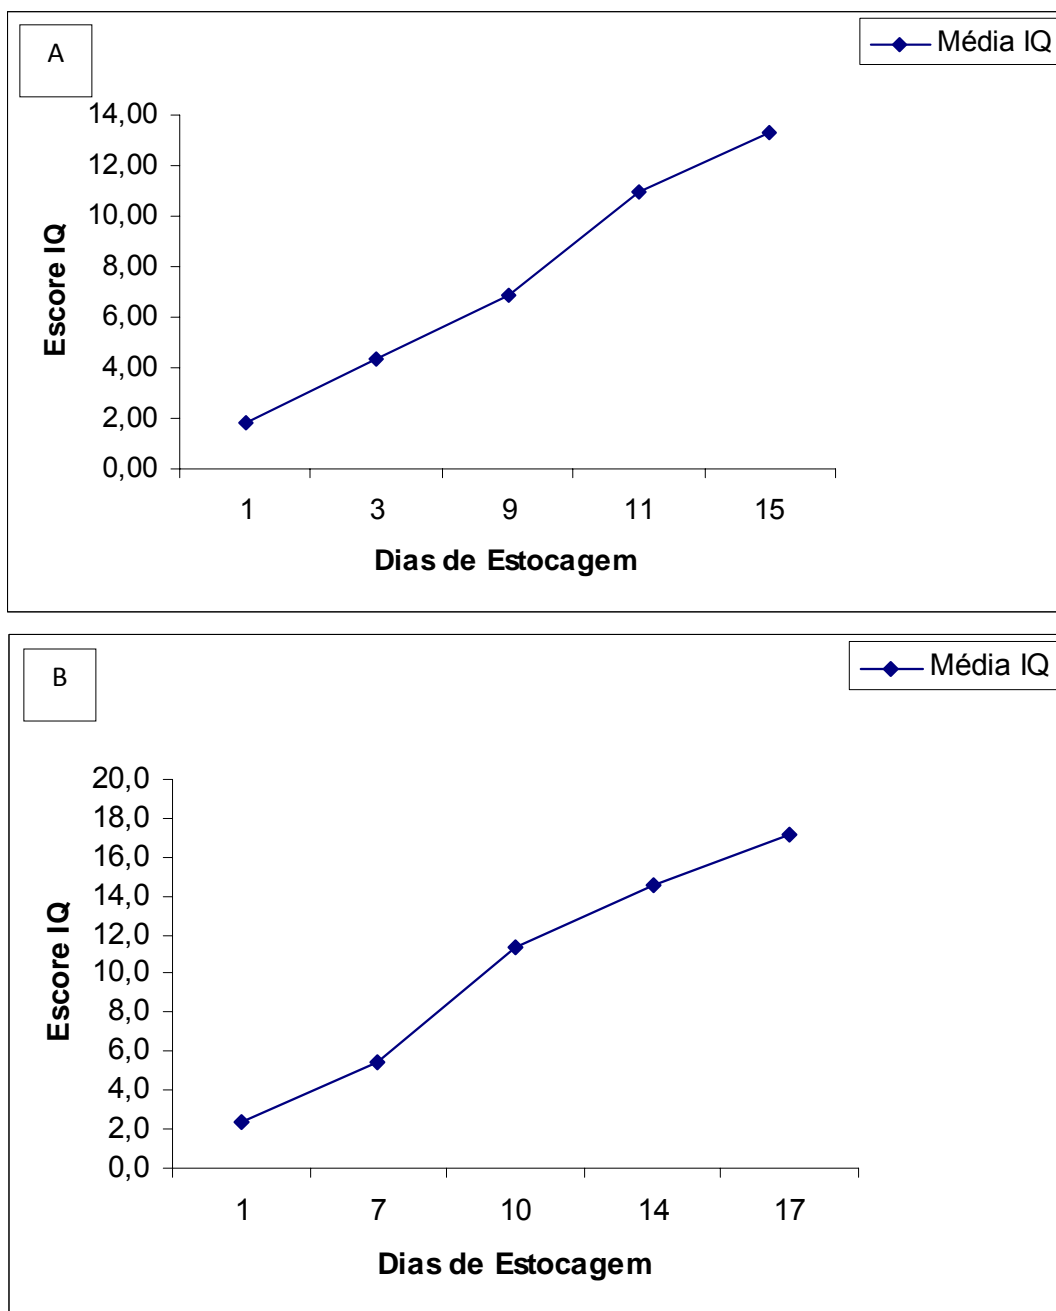 A
Média IQ
14,00
12,00
10,00
8,00
6,00
4,00
2,00
0,00
Escore IQ
1 3 9 11 15
Dias de Estocagem
B
Média IQ
20,0
18,0
16,0
14,0
12,0
10,0
8,0
6,0
4,0
2,0
0,0
Escore IQ
1 7 10 14 17
Dias de Estocagem